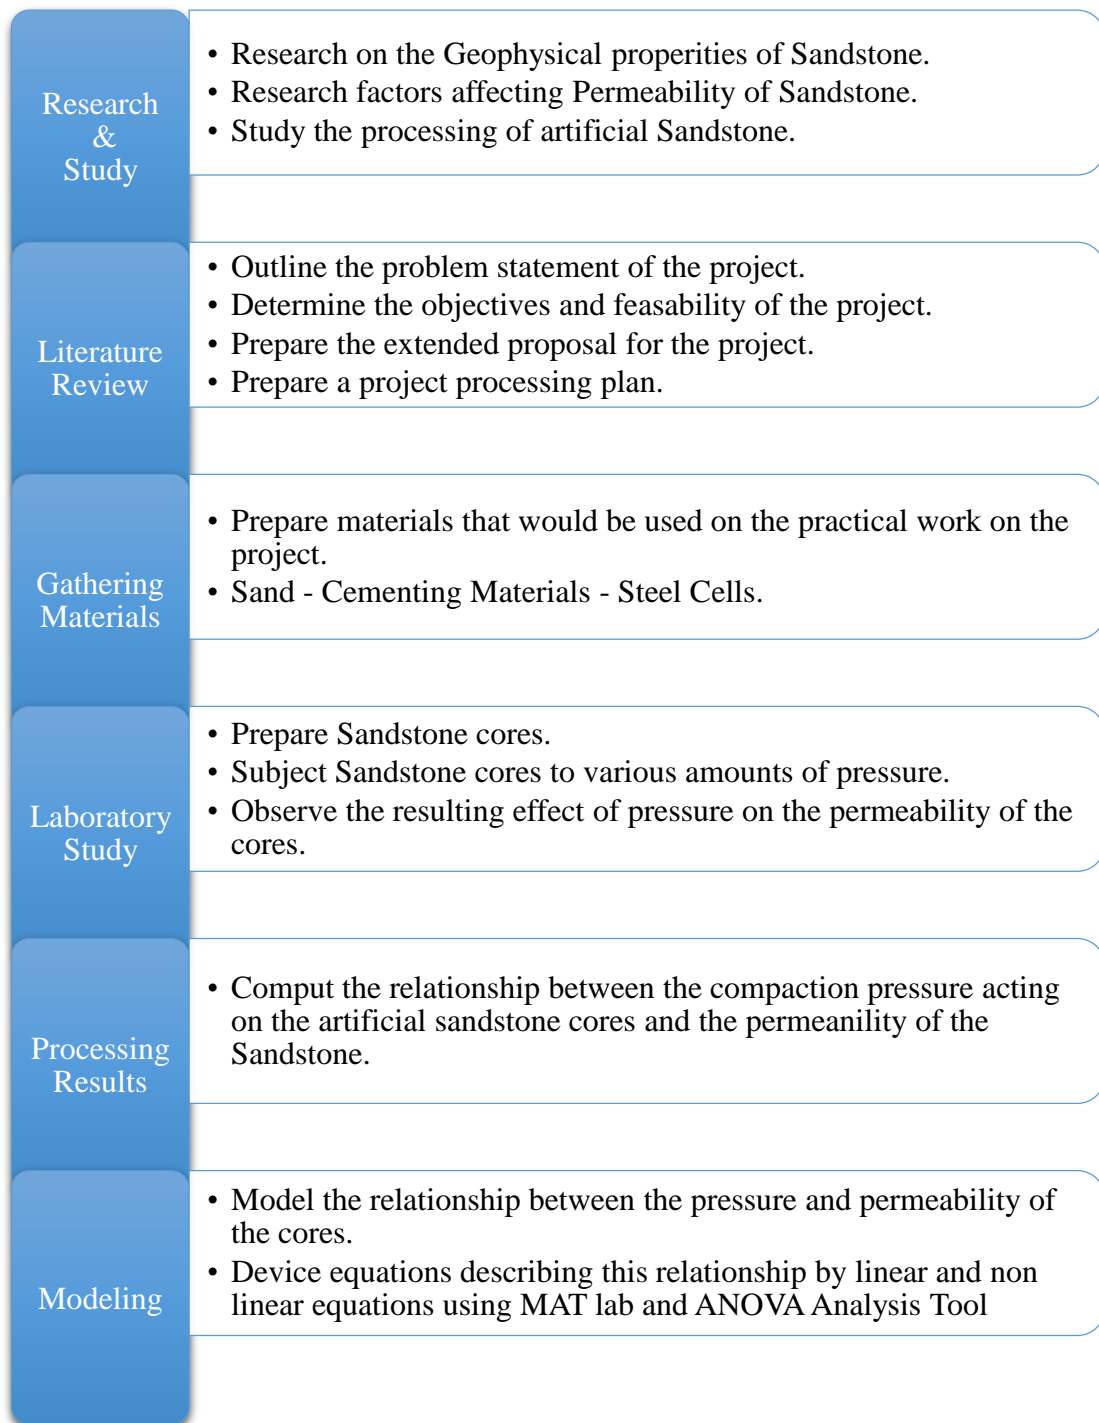 Research
&
Study
• Research on the Geophysical properities of Sandstone.
• Research factors affecting Permeability of Sandstone.
• Study the processing of artificial Sandstone.
Literature
Review
• Outline the problem statement of the project.
• Determine the objectives and feasability of the project.
• Prepare the extended proposal for the project.
• Prepare a project processing plan.
Gathering
Materials
• Prepare materials that would be used on the practical work on the
project.
• Sand - Cementing Materials - Steel Cells.
Laboratory
Study
• Prepare Sandstone cores.
• Subject Sandstone cores to various amounts of pressure.
• Observe the resulting effect of pressure on the permeability of the
cores.
Processing
Results
• Comput the relationship between the compaction pressure acting
on the artificial sandstone cores and the permeanility of the
Sandstone.
Modeling
• Model the relationship between the pressure and permeability of
the cores.
• Device equations describing this relationship by linear and non
linear equations using MAT lab and ANOVA Analysis Tool